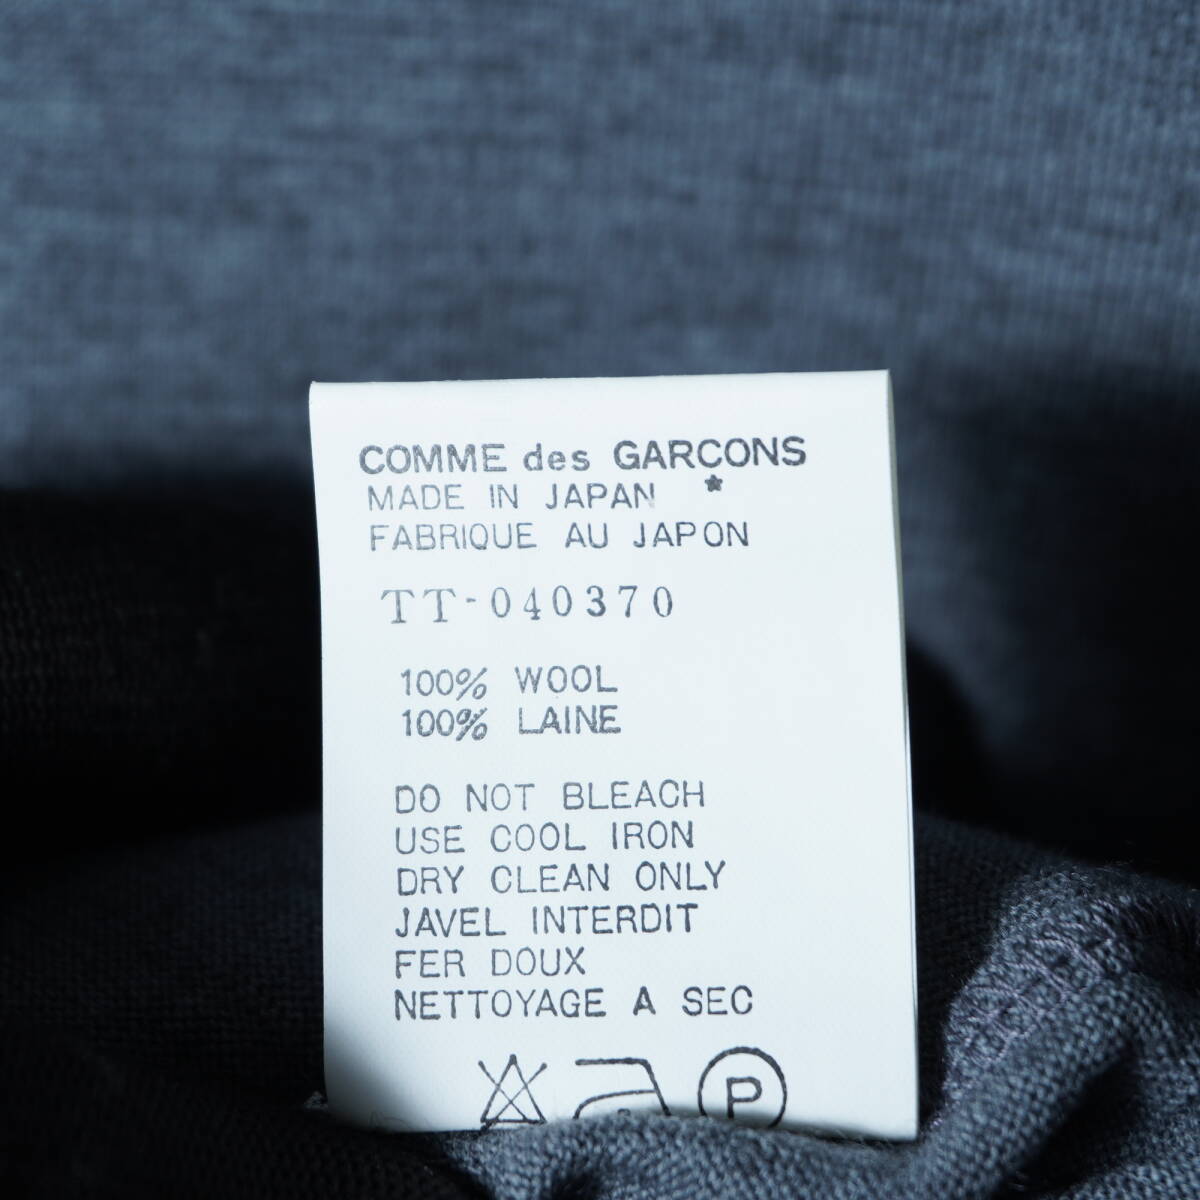 COMME des GARCONS
MADE IN JAPAN *
FABRIQUE AU JAPON
TT-040370
100% WOOL
100% LAINE
DO NOT BLEACH
USE COOL IRON
DRY CLEAN ONLY
JAVEL INTERDIT
FER DOUX
NETTOYAGE A SEC
P